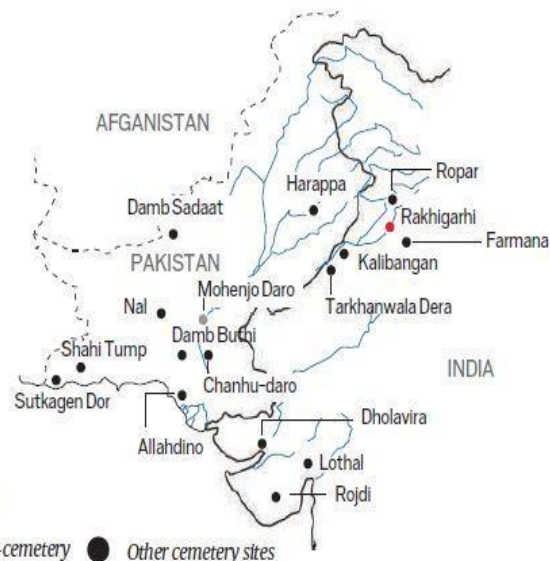 AFGANISTAN
Ropar
Harappa
Rakhigarhi
Damb Sadaat
Farmana
Kalibangan
PAKISTAN
Mohenjo Daro
Tarkhanwala Dera
Nal
Damb Buthi
Shahi Tump
INDIA
Chanhu-daro
Sutkagen Dor
Dholavira
Allahdino
Lothal
Rojdi
-cemetery Other cemetery sites